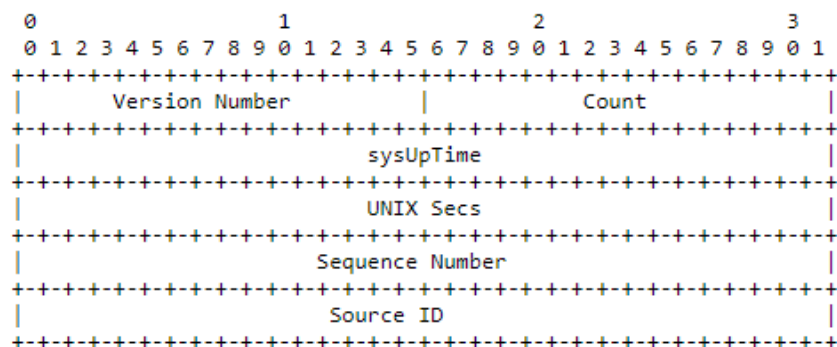 0                   1                   2                   3
0 1 2 3 4 5 6 7 8 9 0 1 2 3 4 5 6 7 8 9 0 1 2 3 4 5 6 7 8 9 0 1
+-+-+-+-+-+-+-+-+-+-+-+-+-+-+-+-+-+-+-+-+-+-+-+-+-+-+-+-+-+-+-+-+
|       Version Number          |            Count              |
+-+-+-+-+-+-+-+-+-+-+-+-+-+-+-+-+-+-+-+-+-+-+-+-+-+-+-+-+-+-+-+-+
|                           sysUpTime                           |
+-+-+-+-+-+-+-+-+-+-+-+-+-+-+-+-+-+-+-+-+-+-+-+-+-+-+-+-+-+-+-+-+
|                           UNIX Secs                           |
+-+-+-+-+-+-+-+-+-+-+-+-+-+-+-+-+-+-+-+-+-+-+-+-+-+-+-+-+-+-+-+-+
|                       Sequence Number                         |
+-+-+-+-+-+-+-+-+-+-+-+-+-+-+-+-+-+-+-+-+-+-+-+-+-+-+-+-+-+-+-+-+
|                        Source ID                              |
+-+-+-+-+-+-+-+-+-+-+-+-+-+-+-+-+-+-+-+-+-+-+-+-+-+-+-+-+-+-+-+-+